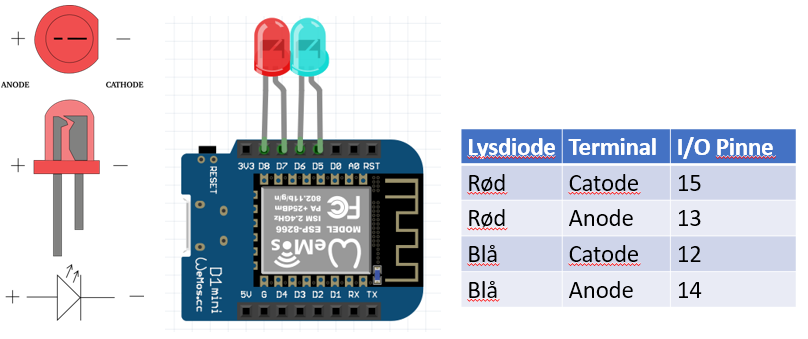 + −
ANODE CATHODE
+ −
+ −
3V3 D8 D7 D6 D5 D0 A0 RST
RESET
MODEL ESP-8266
ISM 2.4GHz
PA +25dBm
802.11b/g/n
FC
WeMos
D1mini
WeMos.cc
5V G D4 D3 D2 D1 RX TX
Lysdiode Terminal I/O Pinne
Rød Catode 15
Rød Anode 13
Blå Catode 12
Blå Anode 14